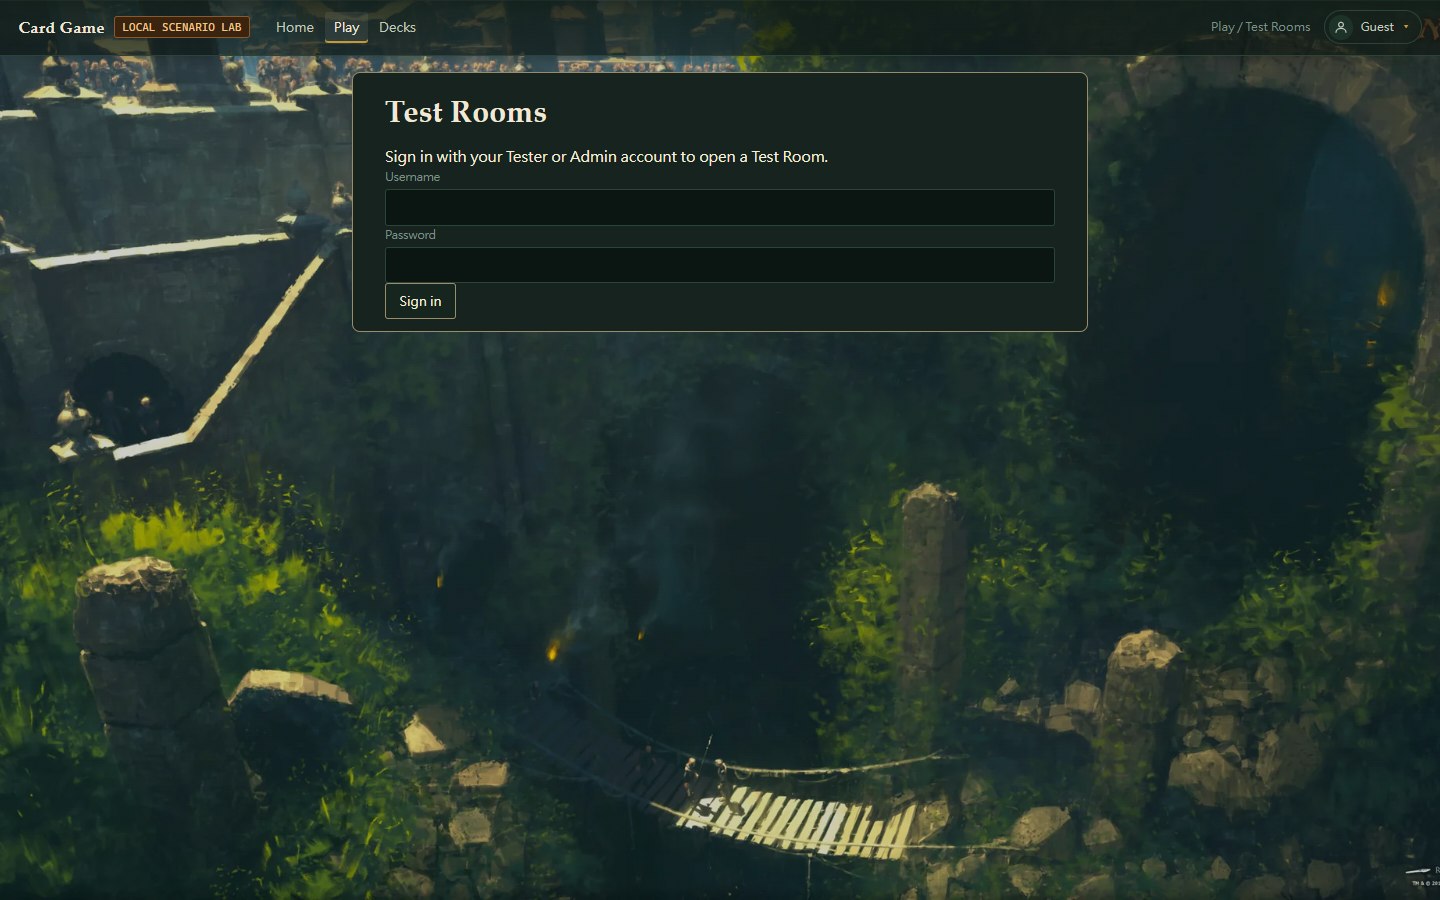 Card Game
LOCAL SCENARIO LAB
Home
Play
Decks
Play / Test Rooms
Guest
Test Rooms
Sign in with your Tester or Admin account to open a Test Room.
Username
Password
Sign in